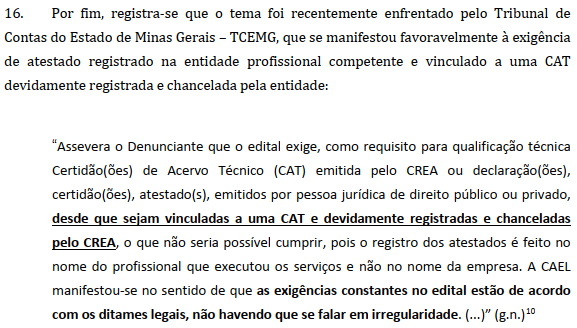 16. Por fim, registra-se que o tema foi recentemente enfrentado pelo Tribunal de
Contas do Estado de Minas Gerais – TCEMG, que se manifestou favoravelmente à exigência
de atestado registrado na entidade profissional competente e vinculado a uma CAT
devidamente registrada e chancelada pela entidade:
“Assevera o Denunciante que o edital exige, como requisito para qualificação técnica
Certidão(ões) de Acervo Técnico (CAT) emitida pelo CREA ou declaração(ões),
certidão(ões), atestado(s), emitidos por pessoa jurídica de direito público ou privado,
desde que sejam vinculadas a uma CAT e devidamente registradas e chanceladas
pelo CREA, o que não seria possível cumprir, pois o registro dos atestados é feito no
nome do profissional que executou os serviços e não no nome da empresa. A CAEL
manifestou-se no sentido de que as exigências constantes no edital estão de acordo
com os ditames legais, não havendo que se falar em irregularidade. (...)” (g.n.)10